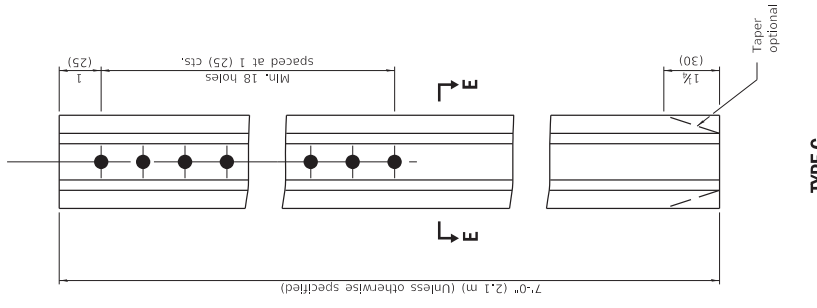 1
(25)
Min. 18 holes
spaced at 1 (25) cts.
E
E
1¼
(30)
Taper
optional
7'-0" (2.1 m) (Unless otherwise specified)